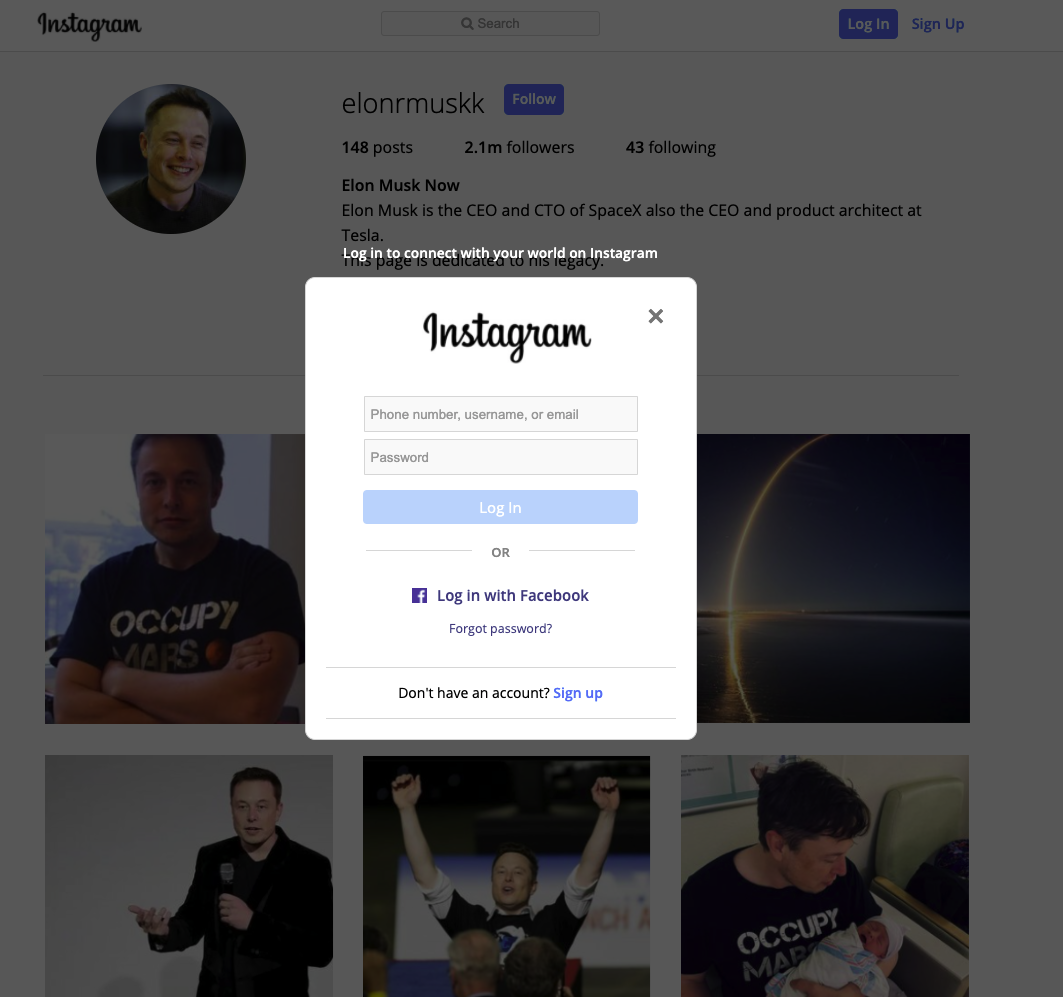 Instagram
Search
Log In
Sign Up
elonrmuskk
Follow
148 posts
2.1m followers
43 following
Elon Musk Now
Elon Musk is the CEO and CTO of SpaceX also the CEO and product architect at
Tesla.
Log in to connect with your world on Instagram
This page is dedicated to his legacy.
Instagram
Phone number, username, or email
Password
Log In
OR
Log in with Facebook
Forgot password?
Don't have an account? Sign up
OCCUPY
MARS
OCCUPY
MARS